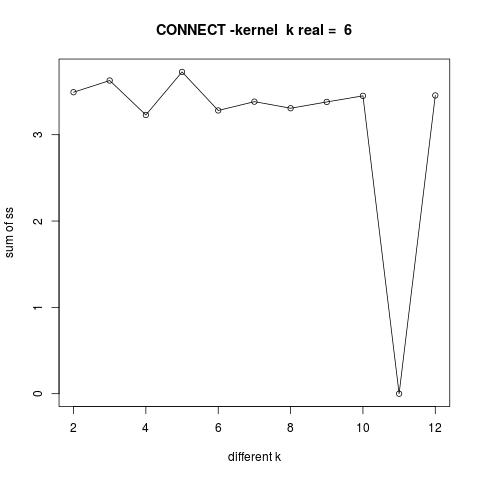 CONNECT -kernel  k real =  6
3
2
1
0
sum of ss
2 4 6 8 10 12
different k